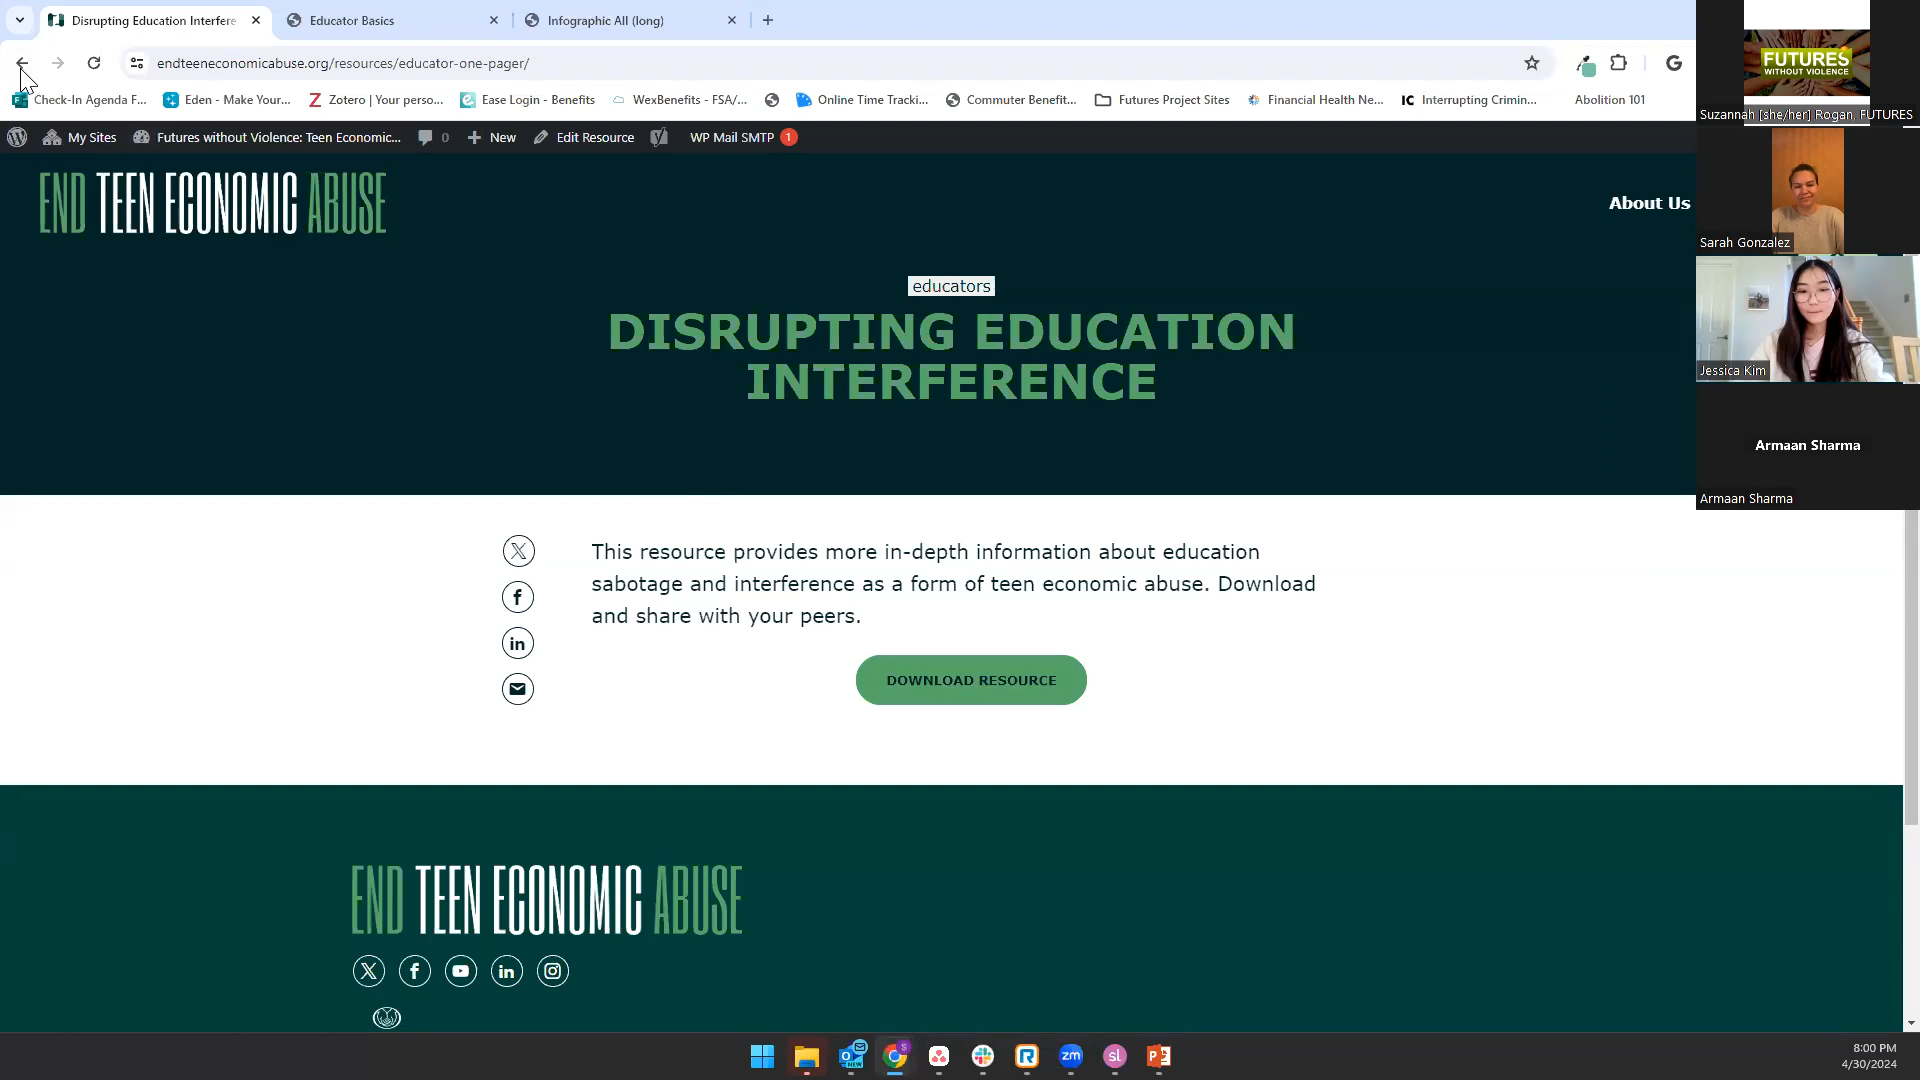 Disrupting Education Interfere
Educator Basics
Infographic All (long)
endteeneconomicabuse.org/resources/educator-one-pager/
Check-In Agenda F...
Eden - Make Your...
Zotero | Your perso...
Ease Login - Benefits
WexBenefits - FSA/...
Online Time Tracki...
Commuter Benefit...
Futures Project Sites
Financial Health Ne...
IC Interrupting Crimin...
Abolition 101
My Sites
Futures without Violence: Teen Economic...
0
New
Edit Resource
WP Mail SMTP 1
END TEEN ECONOMIC ABUSE
About Us
educators
DISRUPTING EDUCATION
INTERFERENCE
This resource provides more in-depth information about education
sabotage and interference as a form of teen economic abuse. Download
and share with your peers.
DOWNLOAD RESOURCE
END TEEN ECONOMIC ABUSE
FUTURES
WITHOUT VIOLENCE
Suzannah [she/her] Rogan, FUTURES
Sarah Gonzalez
Jessica Kim
Armaan Sharma
Armaan Sharma
8:00 PM
4/30/2024